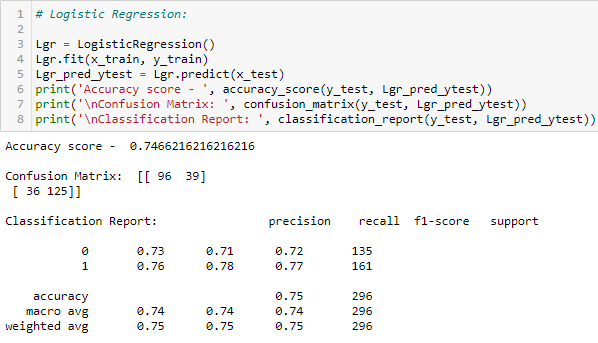 1 # Logistic Regression:
2
3 Lgr = LogisticRegression()
4 Lgr.fit(x_train, y_train)
5 Lgr_pred_ytest = Lgr.predict(x_test)
6 print('Accuracy score - ', accuracy_score(y_test, Lgr_pred_ytest))
7 print('\nConfusion Matrix: ', confusion_matrix(y_test, Lgr_pred_ytest))
8 print('\nClassification Report: ', classification_report(y_test, Lgr_pred_ytest))
Accuracy score -  0.7466216216216216
Confusion Matrix:  [[ 96  39]
 [ 36 125]]
Classification Report:               precision    recall  f1-score   support
           0       0.73      0.71      0.72       135
           1       0.76      0.78      0.77       161
    accuracy                           0.75       296
   macro avg       0.74      0.74      0.74       296
weighted avg       0.75      0.75      0.75       296